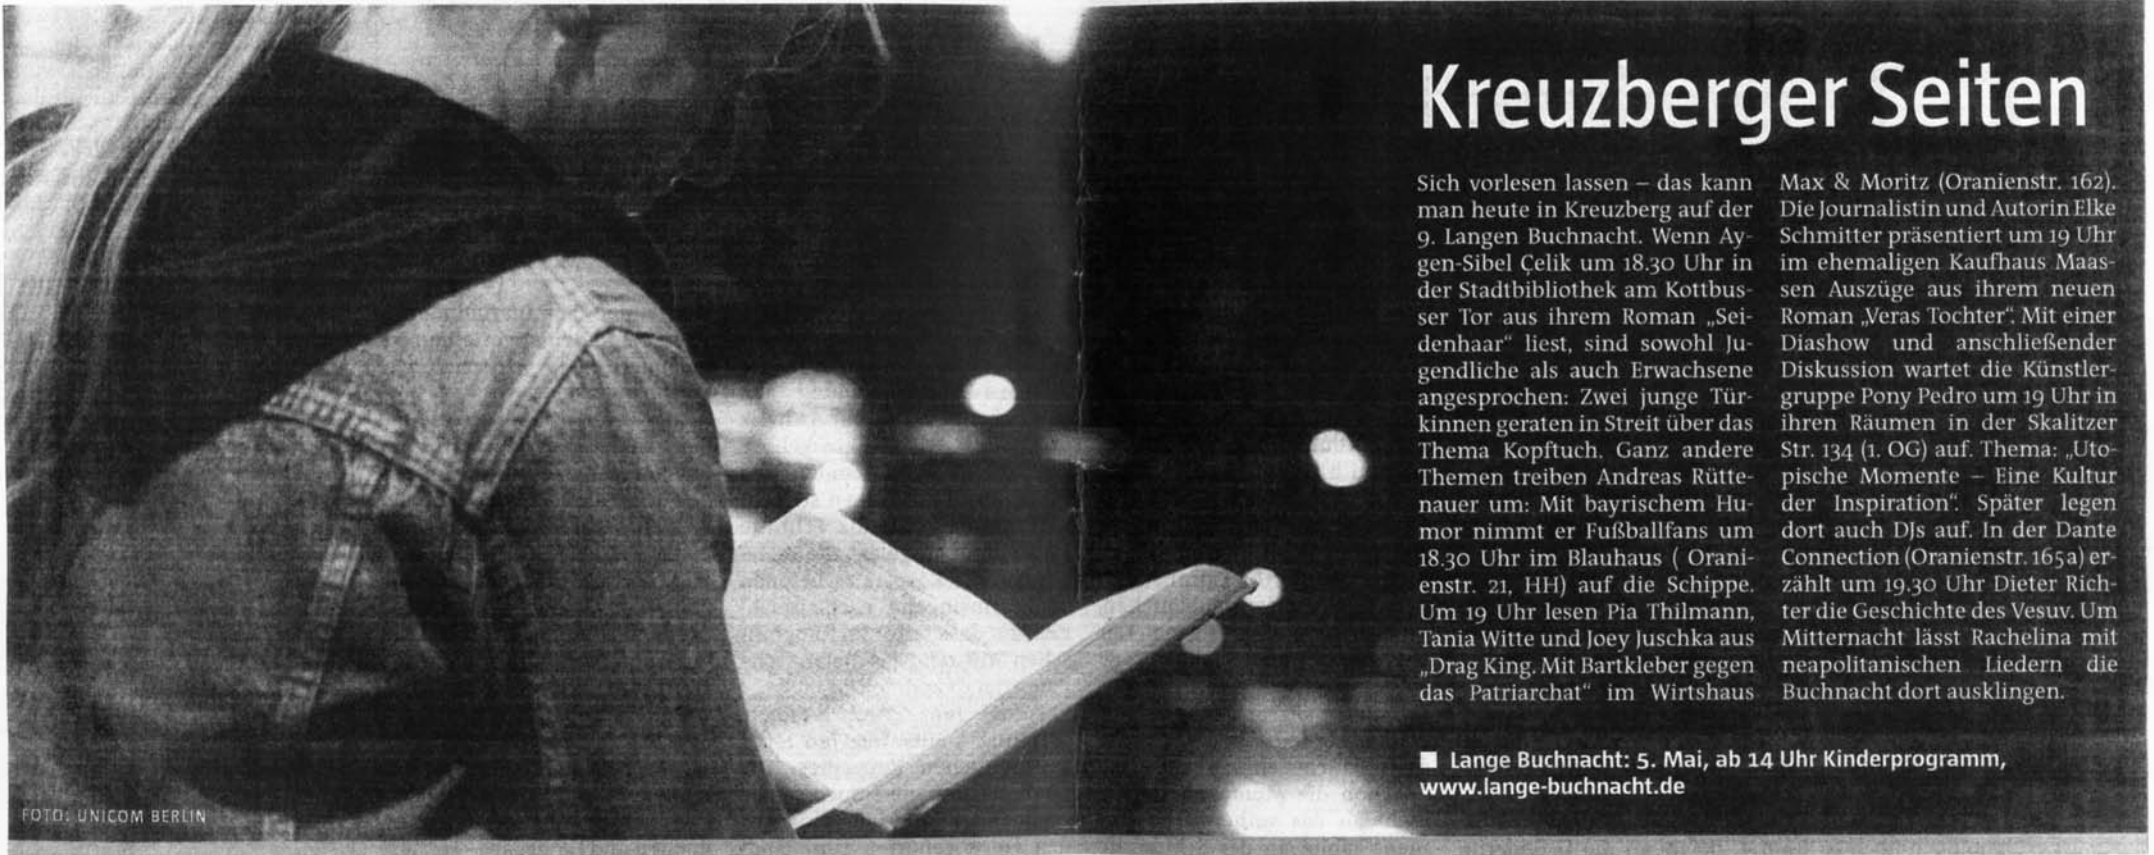 Kreuzberger Seiten
Sich vorlesen lassen – das kann
man heute in Kreuzberg auf der
9. Langen Buchnacht. Wenn Ay-
gen-Sibel Çelik um 18.30 Uhr in
der Stadtbibliothek am Kottbus-
ser Tor aus ihrem Roman „Sei-
denhaar“ liest, sind sowohl Ju-
gendliche als auch Erwachsene
angesprochen: Zwei junge Tür-
kinnen geraten in Streit über das
Thema Kopftuch. Ganz andere
Themen treiben Andreas Rütte-
nauer um: Mit bayrischem Hu-
mor nimmt er Fußballfans um
18.30 Uhr im Blauhaus ( Orani-
enstr. 21, HH) auf die Schippe.
Um 19 Uhr lesen Pia Thilmann,
Tania Witte und Joey Juschka aus
„Drag King. Mit Bartkleber gegen
das Patriarchat“ im Wirtshaus
Max & Moritz (Oranienstr. 162).
Die Journalistin und Autorin Elke
Schmitter präsentiert um 19 Uhr
im ehemaligen Kaufhaus Maas-
sen Auszüge aus ihrem neuen
Roman „Veras Tochter“. Mit einer
Diashow und anschließender
Diskussion wartet die Künstler-
gruppe Pony Pedro um 19 Uhr in
ihren Räumen in der Skalitzer
Str. 134 (1. OG) auf. Thema: „Uto-
pische Momente – Eine Kultur
der Inspiration“. Später legen
dort auch DJs auf. In der Dante
Connection (Oranienstr. 165 a) er-
zählt um 19.30 Uhr Dieter Rich-
ter die Geschichte des Vesuv. Um
Mitternacht lässt Rachelina mit
neapolitanischen Liedern die
Buchnacht dort ausklingen.
■ Lange Buchnacht: 5. Mai, ab 14 Uhr Kinderprogramm,
www.lange-buchnacht.de
FOTO: UNICOM BERLIN